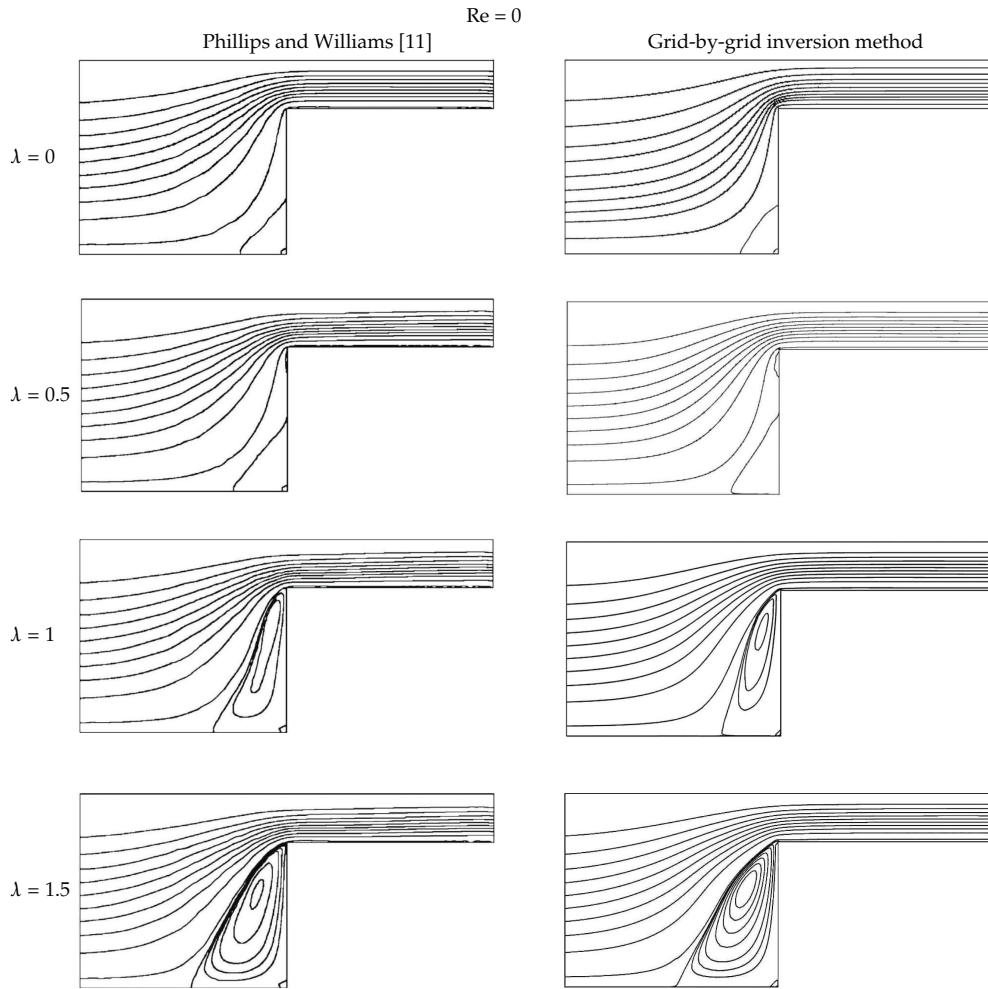 Re = 0
Phillips and Williams [11]
Grid-by-grid inversion method
λ = 0
λ = 0.5
λ = 1
λ = 1.5